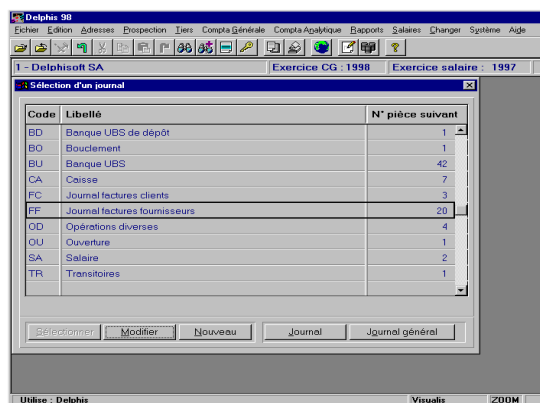 Delphis 98
Fichier Edition Adresses Prospection Tiers Compta Générale Compta Analytique Rapports Salaires Changer Système Aide
1 - Delphisoft SA Exercice CG : 1998 Exercice salaire : 1997
Sélection d'un journal
Code Libellé N° pièce suivant
BD Banque UBS de dépôt 1
BO Bouclement 1
BU Banque UBS 42
CA Caisse 7
FC Journal factures clients 3
FF Journal factures fournisseurs 20
OD Opérations diverses 4
OU Ouverture 1
SA Salaire 2
TR Transitoires 1
Sélectionner Modifier Nouveau Journal Journal général
Utilise : Delphis Visualis ZOOM